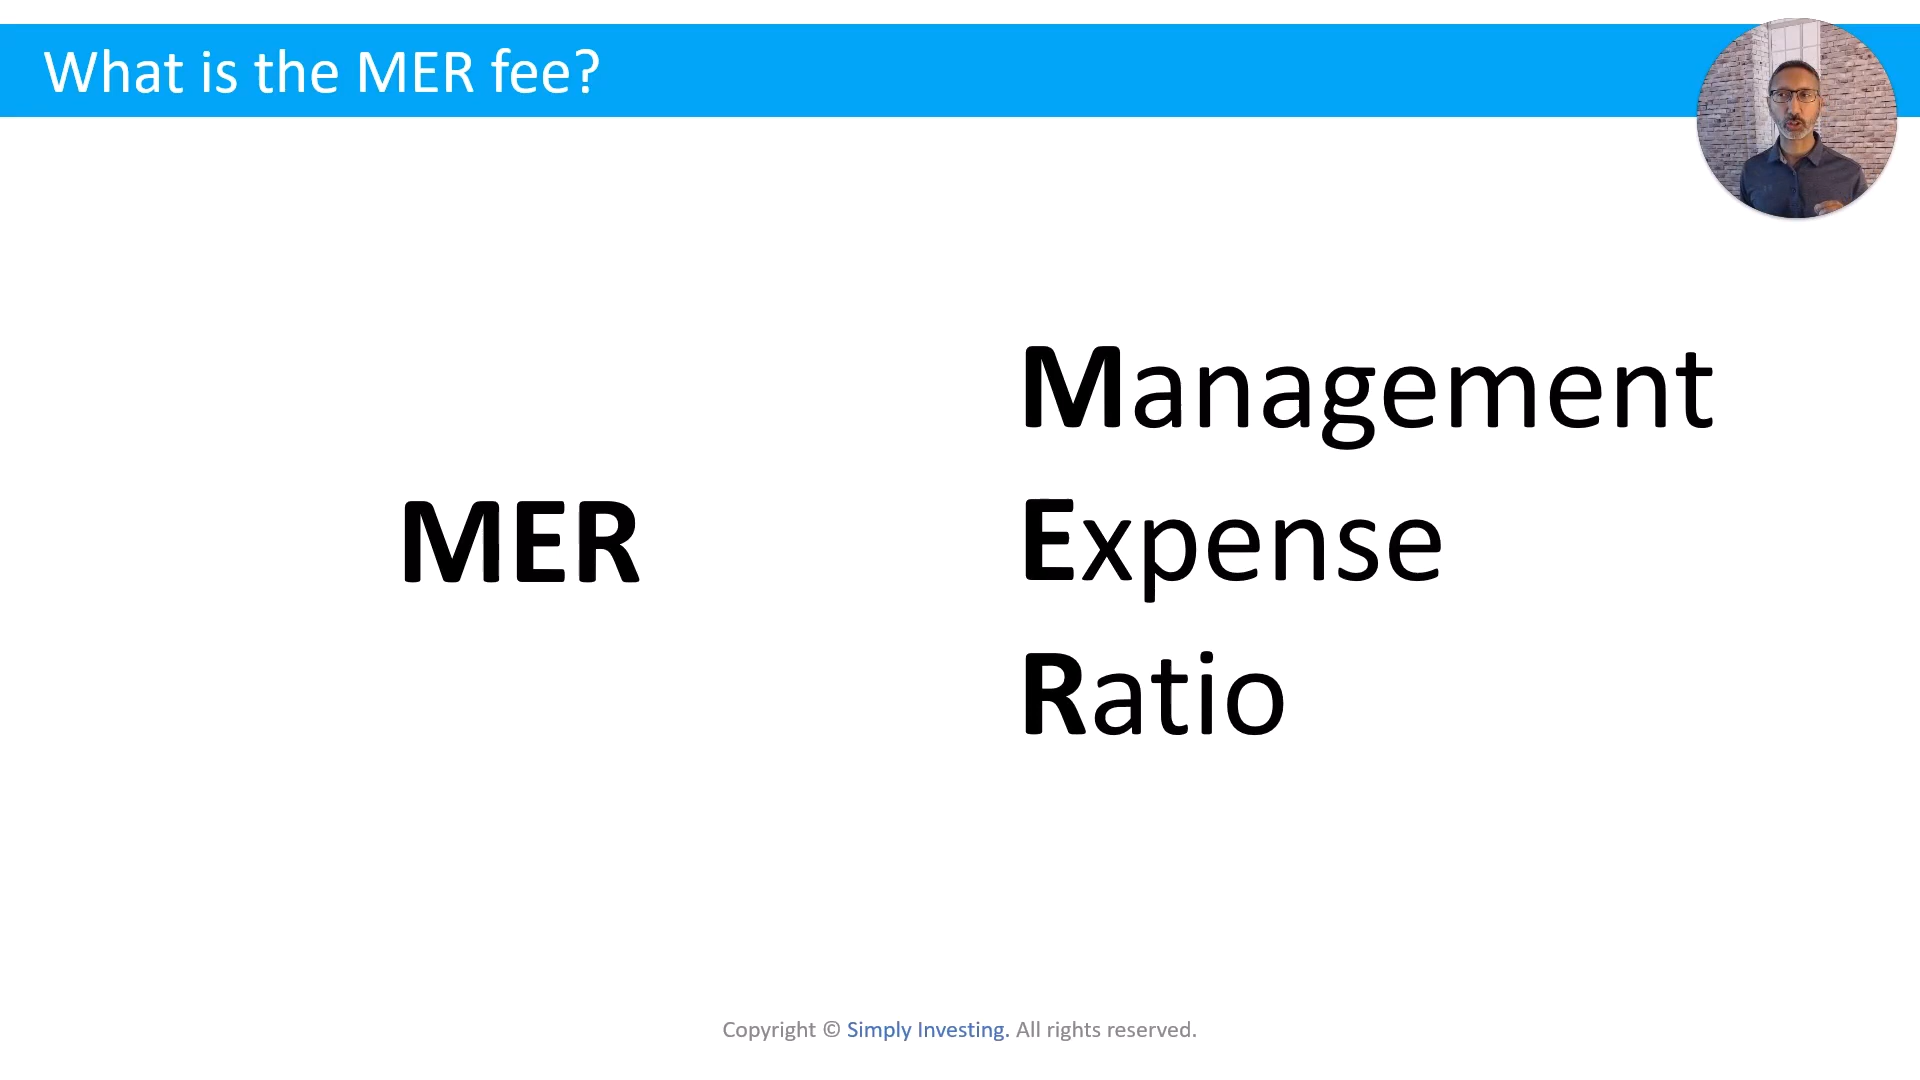 What is the MER fee?
MER
Management
Expense
Ratio
Copyright © Simply Investing. All rights reserved.